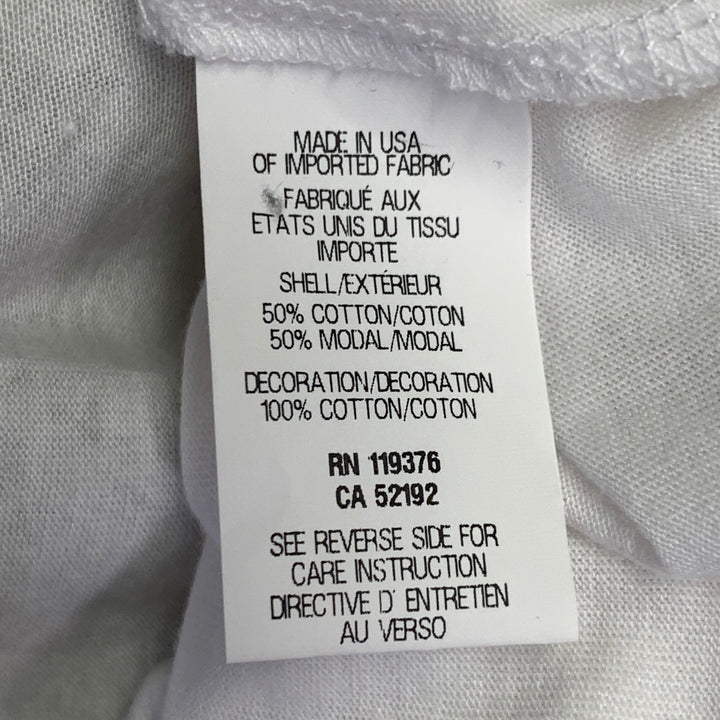 MADE IN USA
OF IMPORTED FABRIC
FABRIQUÉ AUX
ETATS UNIS DU TISSU
IMPORTE
SHELL/EXTÉRIEUR
50% COTTON/COTON
50% MODAL/MODAL
DECORATION/DECORATION
100% COTTON/COTON
RN 119376
CA 52192
SEE REVERSE SIDE FOR
CARE INSTRUCTION
DIRECTIVE D' ENTRETIEN
AU VERSO